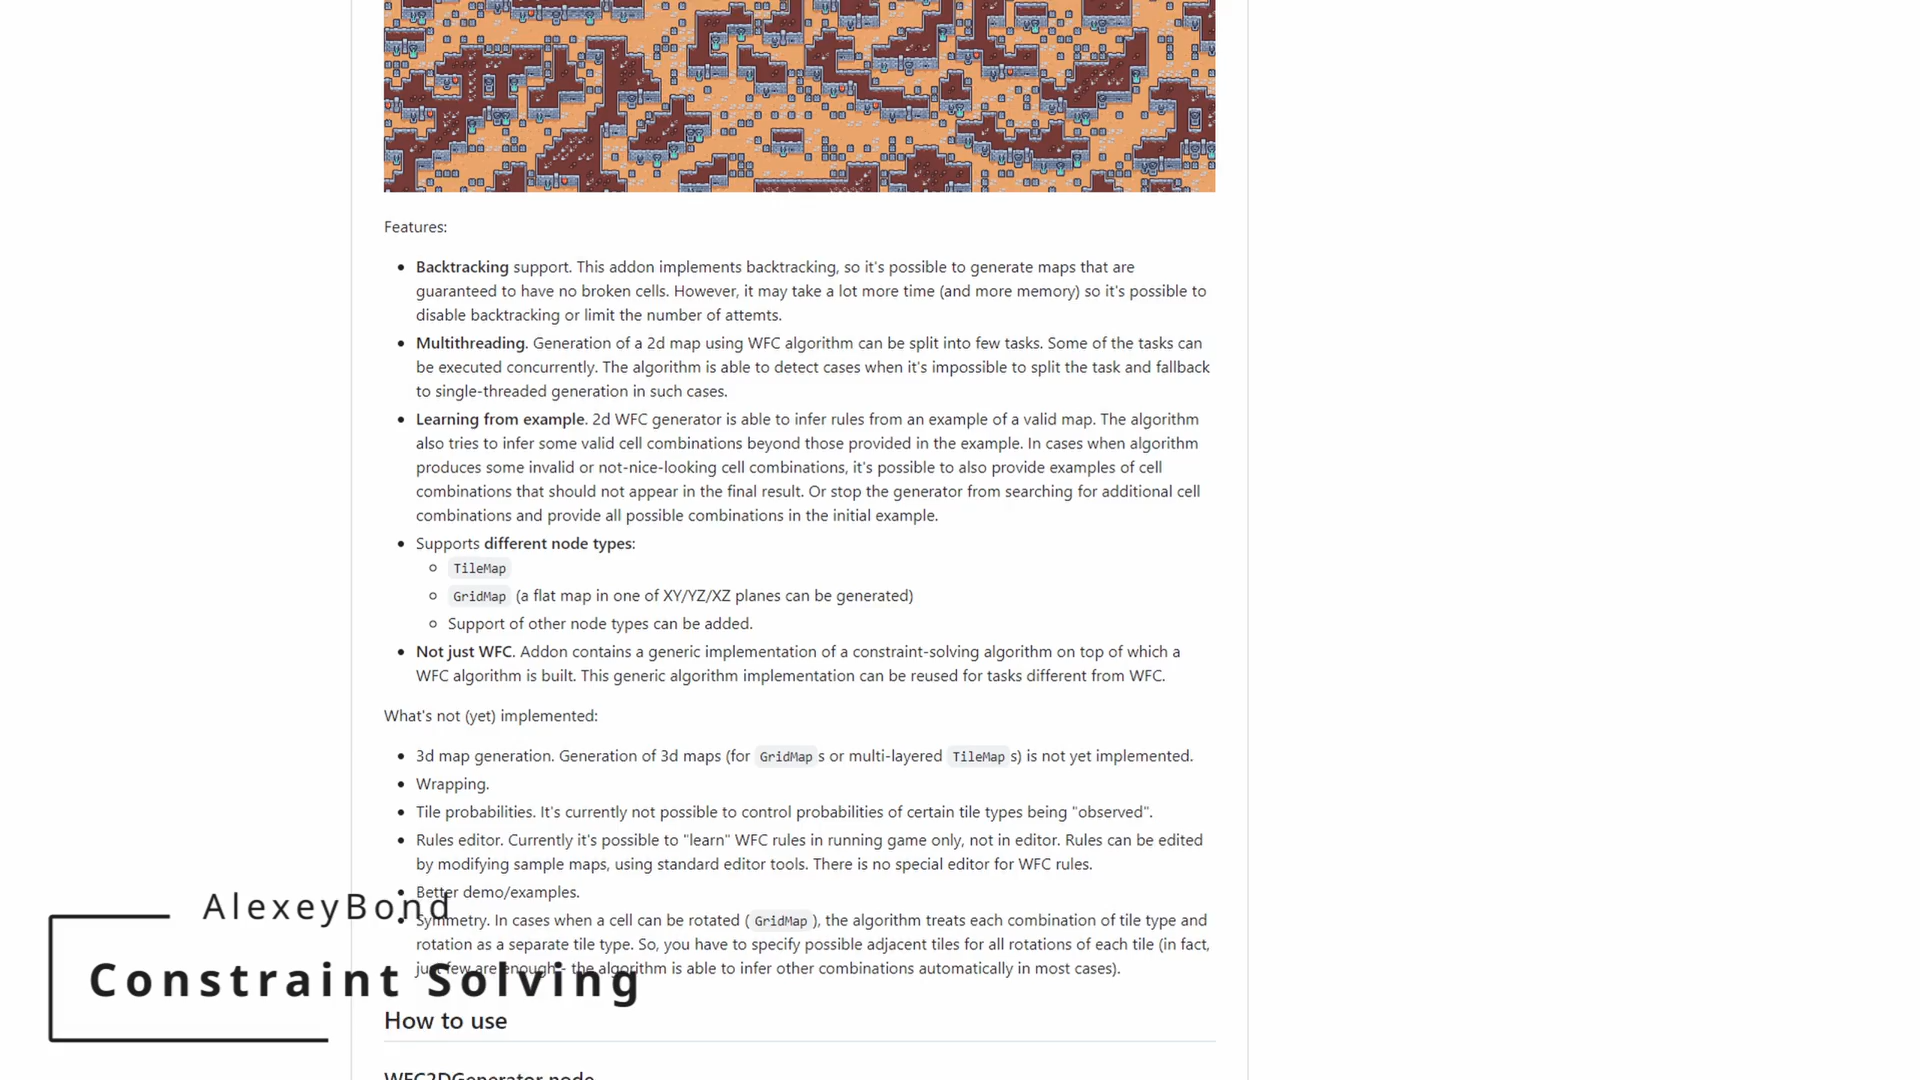 Features:
Backtracking support. This addon implements backtracking, so it's possible to generate maps that are
guaranteed to have no broken cells. However, it may take a lot more time (and more memory) so it's possible to
disable backtracking or limit the number of attemts.
Multithreading. Generation of a 2d map using WFC algorithm can be split into few tasks. Some of the tasks can
be executed concurrently. The algorithm is able to detect cases when it's impossible to split the task and fallback
to single-threaded generation in such cases.
Learning from example. 2d WFC generator is able to infer rules from an example of a valid map. The algorithm
also tries to infer some valid cell combinations beyond those provided in the example. In cases when algorithm
produces some invalid or not-nice-looking cell combinations, it's possible to also provide examples of cell
combinations that should not appear in the final result. Or stop the generator from searching for additional cell
combinations and provide all possible combinations in the initial example.
Supports different node types:
TileMap
GridMap (a flat map in one of XY/YZ/XZ planes can be generated)
Support of other node types can be added.
Not just WFC. Addon contains a generic implementation of a constraint-solving algorithm on top of which a
WFC algorithm is built. This generic algorithm implementation can be reused for tasks different from WFC.
What's not (yet) implemented:
3d map generation. Generation of 3d maps (for GridMap s or multi-layered TileMap s) is not yet implemented.
Wrapping.
Tile probabilities. It's currently not possible to control probabilities of certain tile types being "observed".
Rules editor. Currently it's possible to "learn" WFC rules in running game only, not in editor. Rules can be edited
by modifying sample maps, using standard editor tools. There is no special editor for WFC rules.
Better demo/examples.
AlexeyBond
Symmetry. In cases when a cell can be rotated ( GridMap ), the algorithm treats each combination of tile type and
rotation as a separate tile type. So, you have to specify possible adjacent tiles for all rotations of each tile (in fact,
just few are enough - the algorithm is able to infer other combinations automatically in most cases).
Constraint Solving
How to use
WFC2DGenerator node